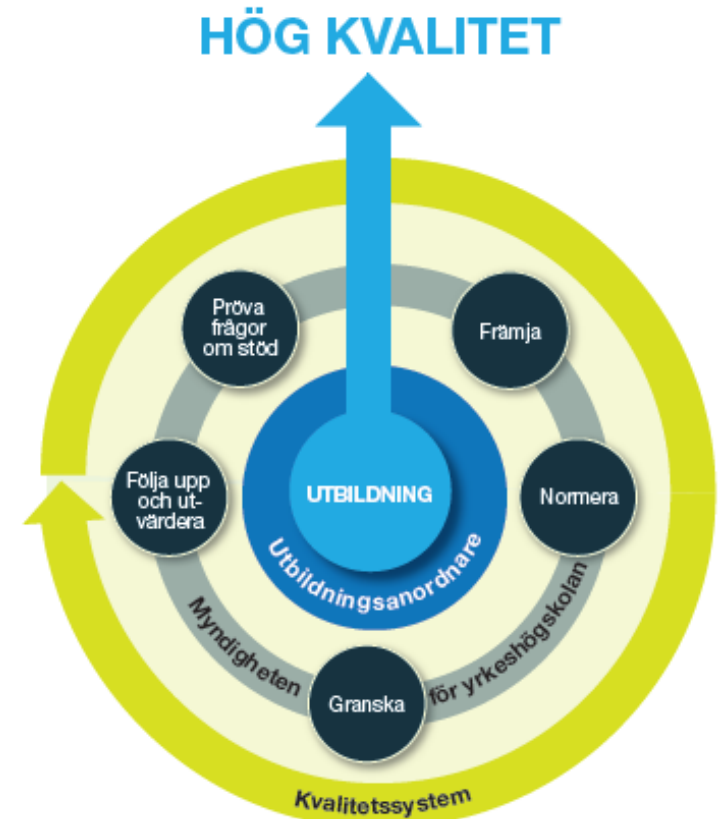 HÖG KVALITET
Pröva
frågor
om stöd
Främja
Följa upp
och ut-
värdera
UTBILDNING
Normera
Utbildningsanordnare
Myndigheten för yrkeshögskolan
Granska
Kvalitetssystem